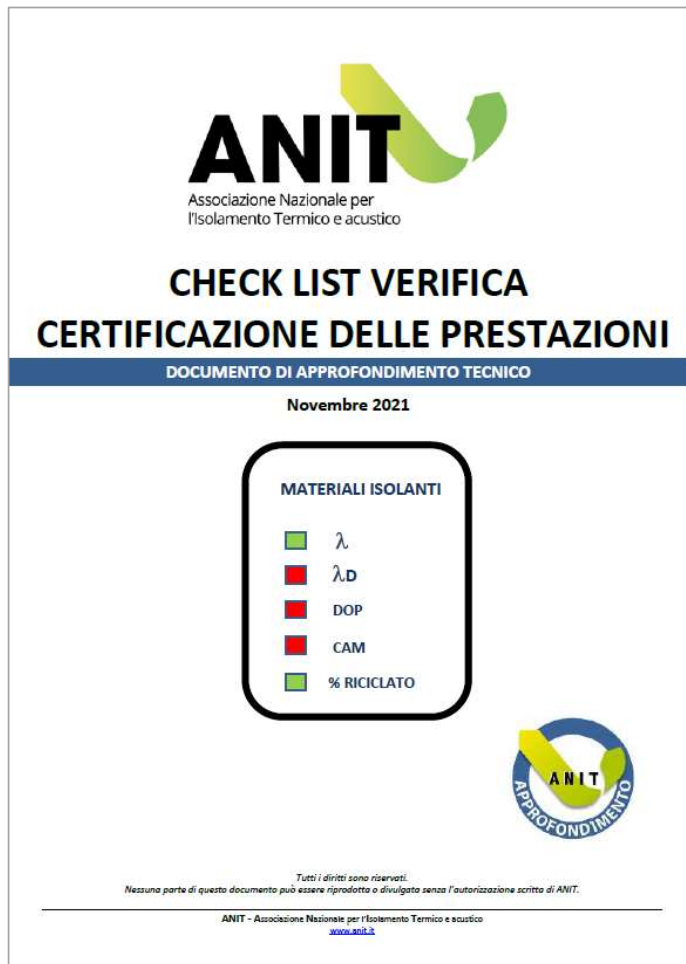 ANIT
Associazione Nazionale per
l'Isolamento Termico e acustico
CHECK LIST VERIFICA
CERTIFICAZIONE DELLE PRESTAZIONI
DOCUMENTO DI APPROFONDIMENTO TECNICO
Novembre 2021
MATERIALI ISOLANTI
λ
λD
DOP
CAM
% RICICLATO
ANIT
APPROFONDIMENTO
Tutti i diritti sono riservati.
Nessuna parte di questo documento può essere riprodotta o divulgata senza l'autorizzazione scritta di ANIT.
ANIT - Associazione Nazionale per l'Isolamento Termico e acustico
www.anit.it